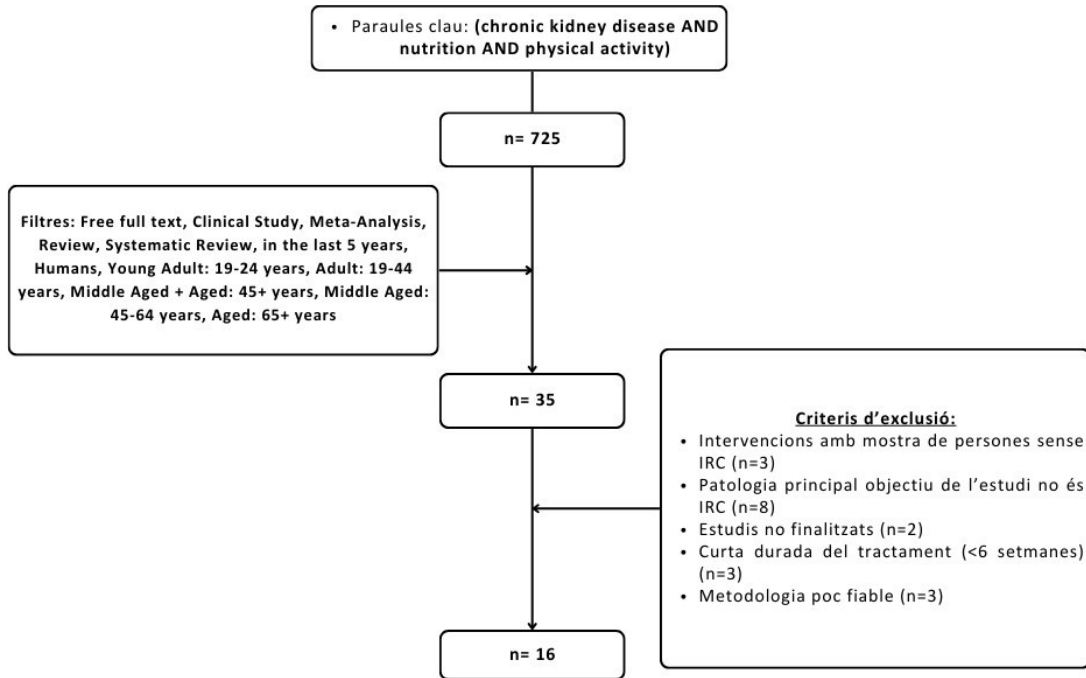 • Paraules clau: (chronic kidney disease AND
nutrition AND physical activity)
n= 725
Filtres: Free full text, Clinical Study, Meta-Analysis,
Review, Systematic Review, in the last 5 years,
Humans, Young Adult: 19-24 years, Adult: 19-44
years, Middle Aged + Aged: 45+ years, Middle Aged:
45-64 years, Aged: 65+ years
n= 35
Criteris d’exclusió:
• Intervencions amb mostra de persones sense
IRC (n=3)
• Patologia principal objectiu de l’estudi no és
IRC (n=8)
• Estudis no finalitzats (n=2)
• Curta durada del tractament (<6 setmanes)
(n=3)
• Metodologia poc fiable (n=3)
n= 16